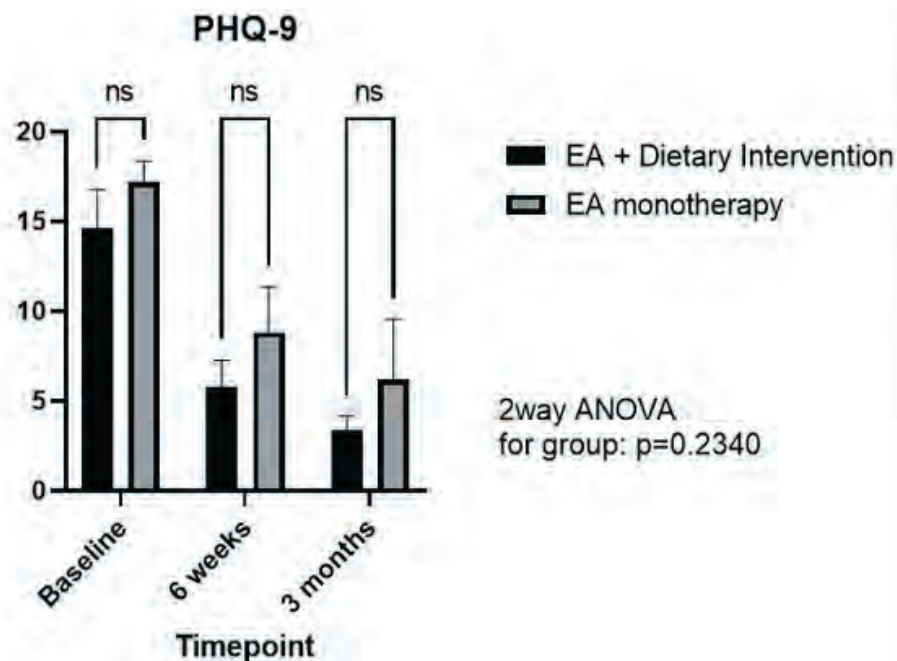 PHQ-9
ns ns ns
20
15
10
5
0
EA + Dietary Intervention
EA monotherapy
2way ANOVA
for group: p=0.2340
Baseline
6 weeks
3 months
Timepoint